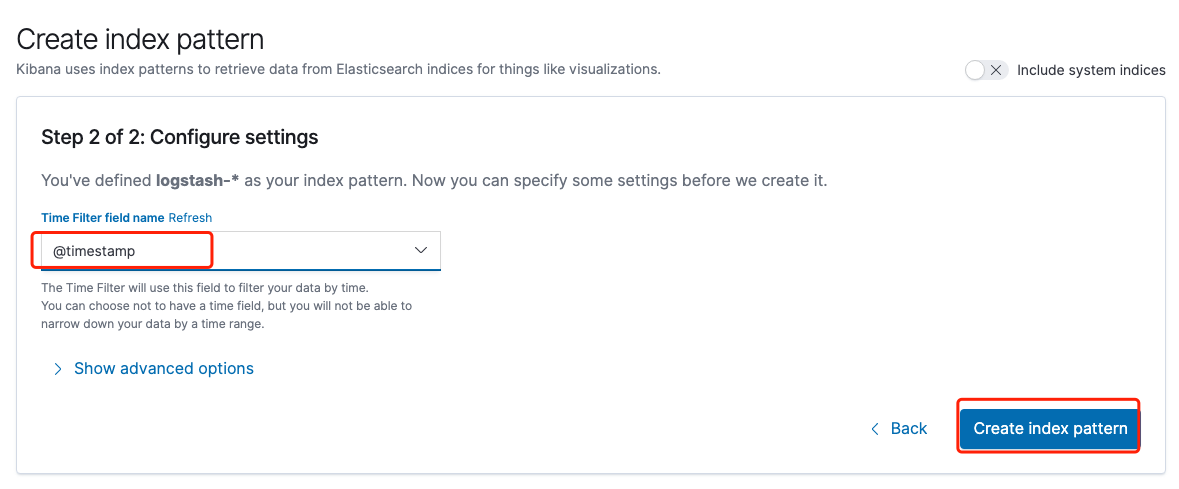 Create index pattern
Kibana uses index patterns to retrieve data from Elasticsearch indices for things like visualizations.
Include system indices
Step 2 of 2: Configure settings
You've defined logstash-* as your index pattern. Now you can specify some settings before we create it.
Time Filter field name Refresh
@timestamp
The Time Filter will use this field to filter your data by time.
You can choose not to have a time field, but you will not be able to
narrow down your data by a time range.
Show advanced options
Back
Create index pattern